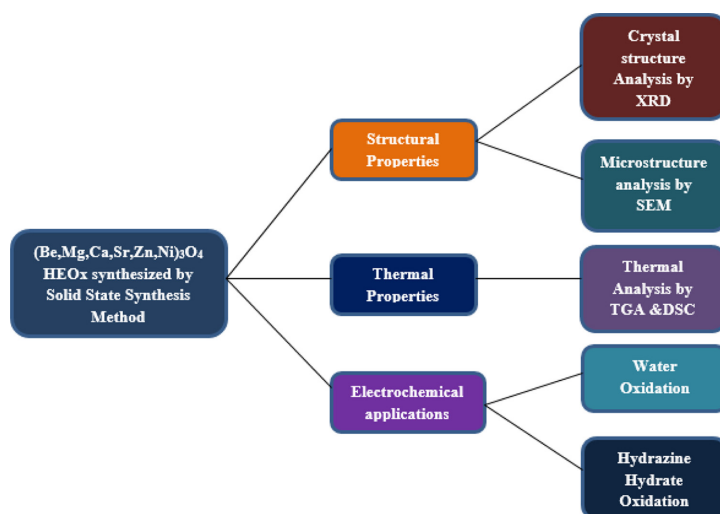 (Be,Mg,Ca,Sr,Zn,Ni)₃O₄
HEOx synthesized by
Solid State Synthesis
Method
Structural
Properties
Crystal
structure
Analysis by
XRD
Microstructure
analysis by
SEM
Thermal
Properties
Thermal
Analysis by
TGA &DSC
Electrochemical
applications
Water
Oxidation
Hydrazine
Hydrate
Oxidation